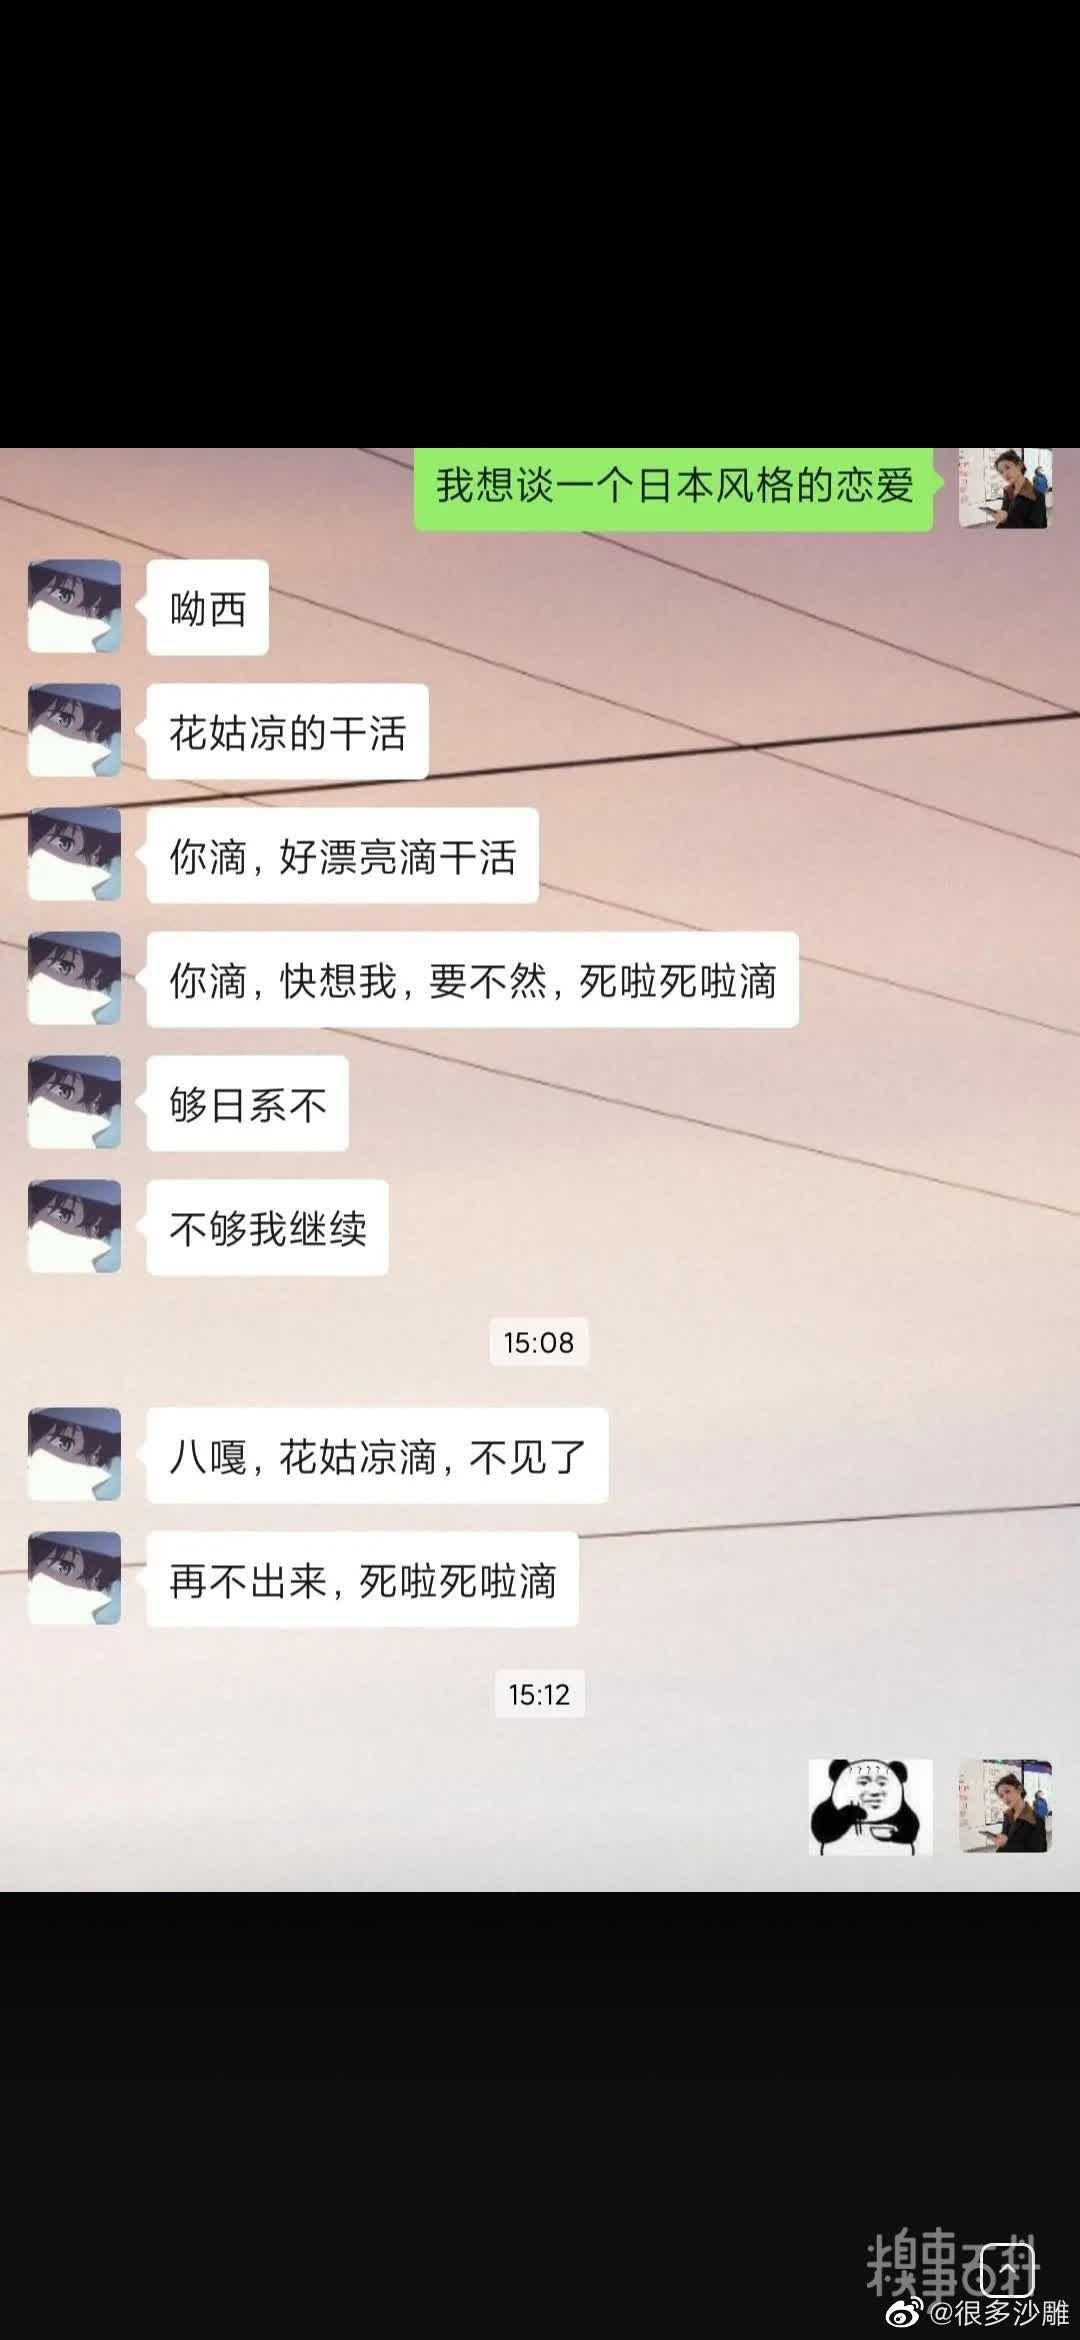 我想谈一个日本风格的恋爱
呦西
花姑凉的干活
你滴，好漂亮滴干活
你滴，快想我，要不然，死啦死啦滴
够日系不
不够我继续
15:08
八嘎，花姑凉滴，不见了
再不出来，死啦死啦滴
15:12
?????
糗事百科
@很多沙雕